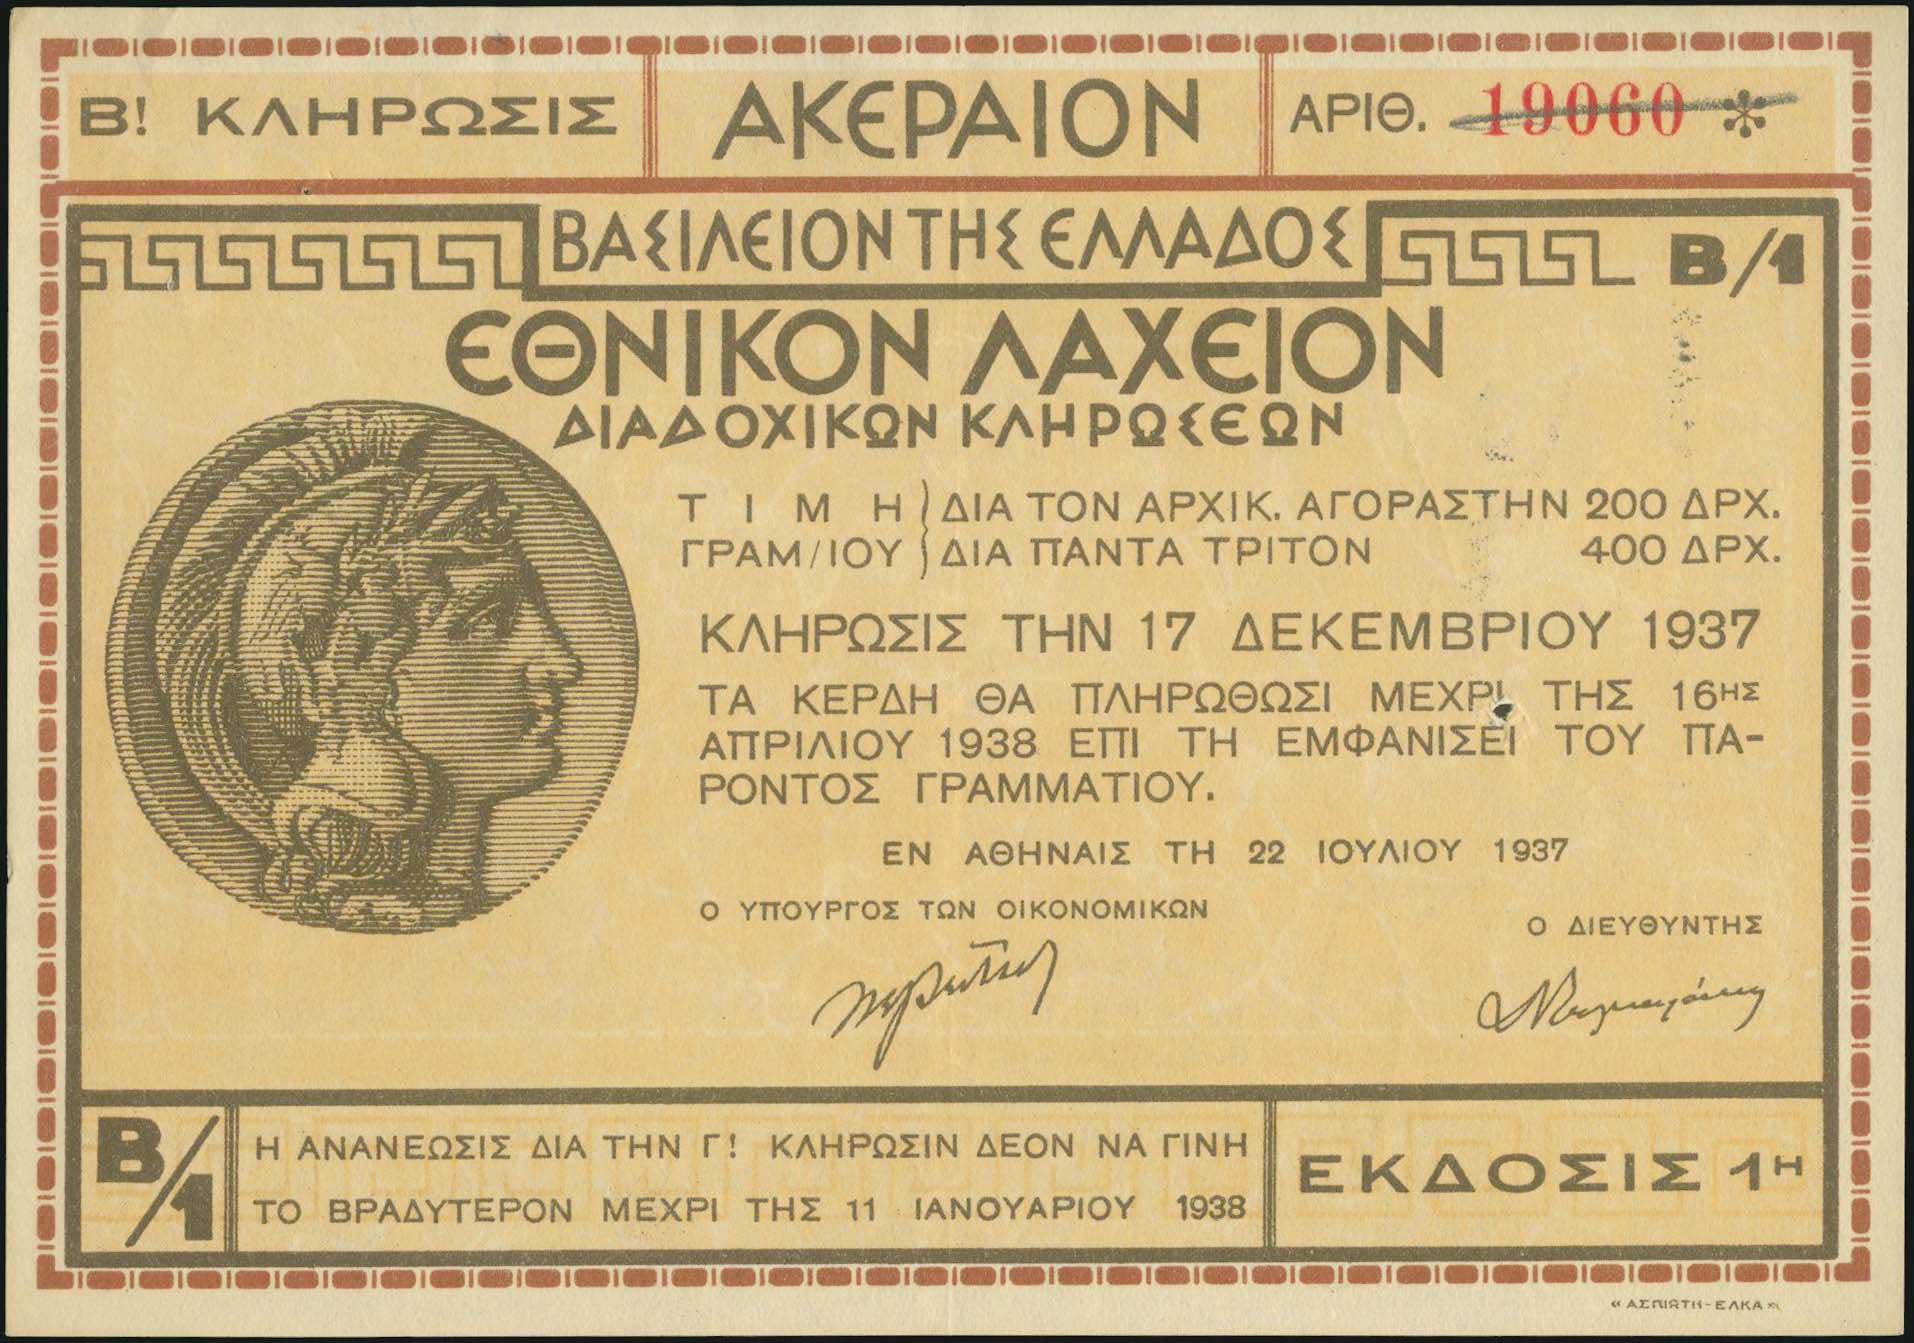 Β! ΚΛΗΡΩΣΙΣ
ΑΚΕΡΑΙΟΝ
ΑΡΙΘ. 19060 *
ΒΑΣΙΛΕΙΟΝ ΤΗΣ ΕΛΛΑΔΟΣ
Β/1
ΕΘΝΙΚΟΝ ΛΑΧΕΙΟΝ
ΔΙΑΔΟΧΙΚΩΝ ΚΛΗΡΩΣΕΩΝ
ΤΙΜΗ ΔΙΑ ΤΟΝ ΑΡΧΙΚ. ΑΓΟΡΑΣΤΗΝ 200 ΔΡΧ.
ΓΡΑΜ/ΙΟΥ ΔΙΑ ΠΑΝΤΑ ΤΡΙΤΟΝ 400 ΔΡΧ.
ΚΛΗΡΩΣΙΣ ΤΗΝ 17 ΔΕΚΕΜΒΡΙΟΥ 1937
ΤΑ ΚΕΡΔΗ ΘΑ ΠΛΗΡΩΘΩΣΙ ΜΕΧΡΙ ΤΗΣ 16ΗΣ
ΑΠΡΙΛΙΟΥ 1938 ΕΠΙ ΤΗ ΕΜΦΑΝΙΣΕΙ ΤΟΥ ΠΑ-
ΡΟΝΤΟΣ ΓΡΑΜΜΑΤΙΟΥ.
ΕΝ ΑΘΗΝΑΙΣ ΤΗ 22 ΙΟΥΛΙΟΥ 1937
Ο ΥΠΟΥΡΓΟΣ ΤΩΝ ΟΙΚΟΝΟΜΙΚΩΝ
Ο ΔΙΕΥΘΥΝΤΗΣ
Β/1
Η ΑΝΑΝΕΩΣΙΣ ΔΙΑ ΤΗΝ Γ! ΚΛΗΡΩΣΙΝ ΔΕΟΝ ΝΑ ΓΙΝΗ
ΤΟ ΒΡΑΔΥΤΕΡΟΝ ΜΕΧΡΙ ΤΗΣ 11 ΙΑΝΟΥΑΡΙΟΥ 1938
ΕΚΔΟΣΙΣ 1Η
«ΑΣΠΙΩΤΗ-ΕΛΚΑ»